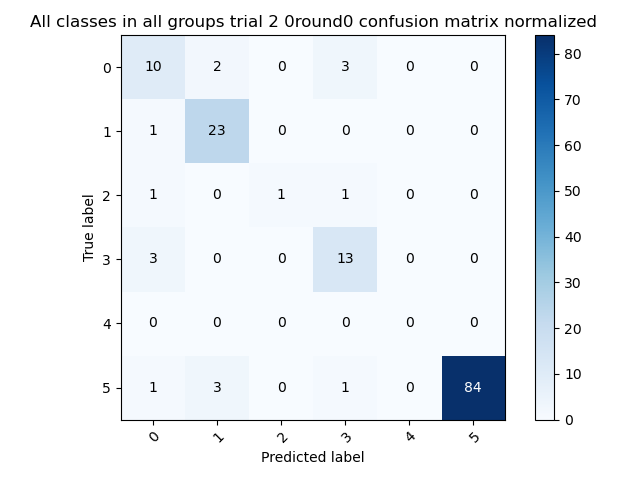 All classes in all groups trial 2 0round0 confusion matrix normalized
0 10 2 0 3 0 0
1 1 23 0 0 0 0
2 1 0 1 1 0 0
3 3 0 0 13 0 0
4 0 0 0 0 0 0
5 1 3 0 1 0 84
0 1 2 3 4 5
True label
Predicted label
80
70
60
50
40
30
20
10
0